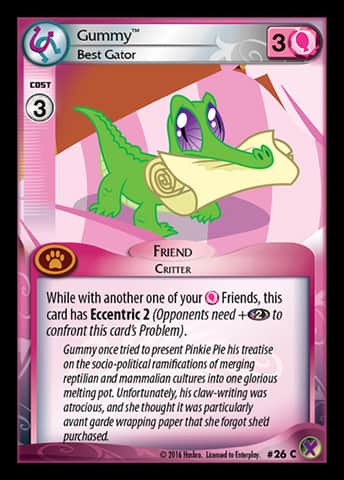 Gummy™
Best Gator
3
COST
3
FRIEND
CRITTER
While with another one of your Friends, this
card has Eccentric 2 (Opponents need +2 to
confront this card's Problem).
Gummy once tried to present Pinkie Pie his treatise
on the socio-political ramifications of merging
reptilian and mammalian cultures into one glorious
melting pot. Unfortunately, his claw-writing was
atrocious, and she thought it was particularly
avant garde wrapping paper that she forgot she'd
purchased.
© 2016 Hasbro. Licensed to Enterplay.
#26 C